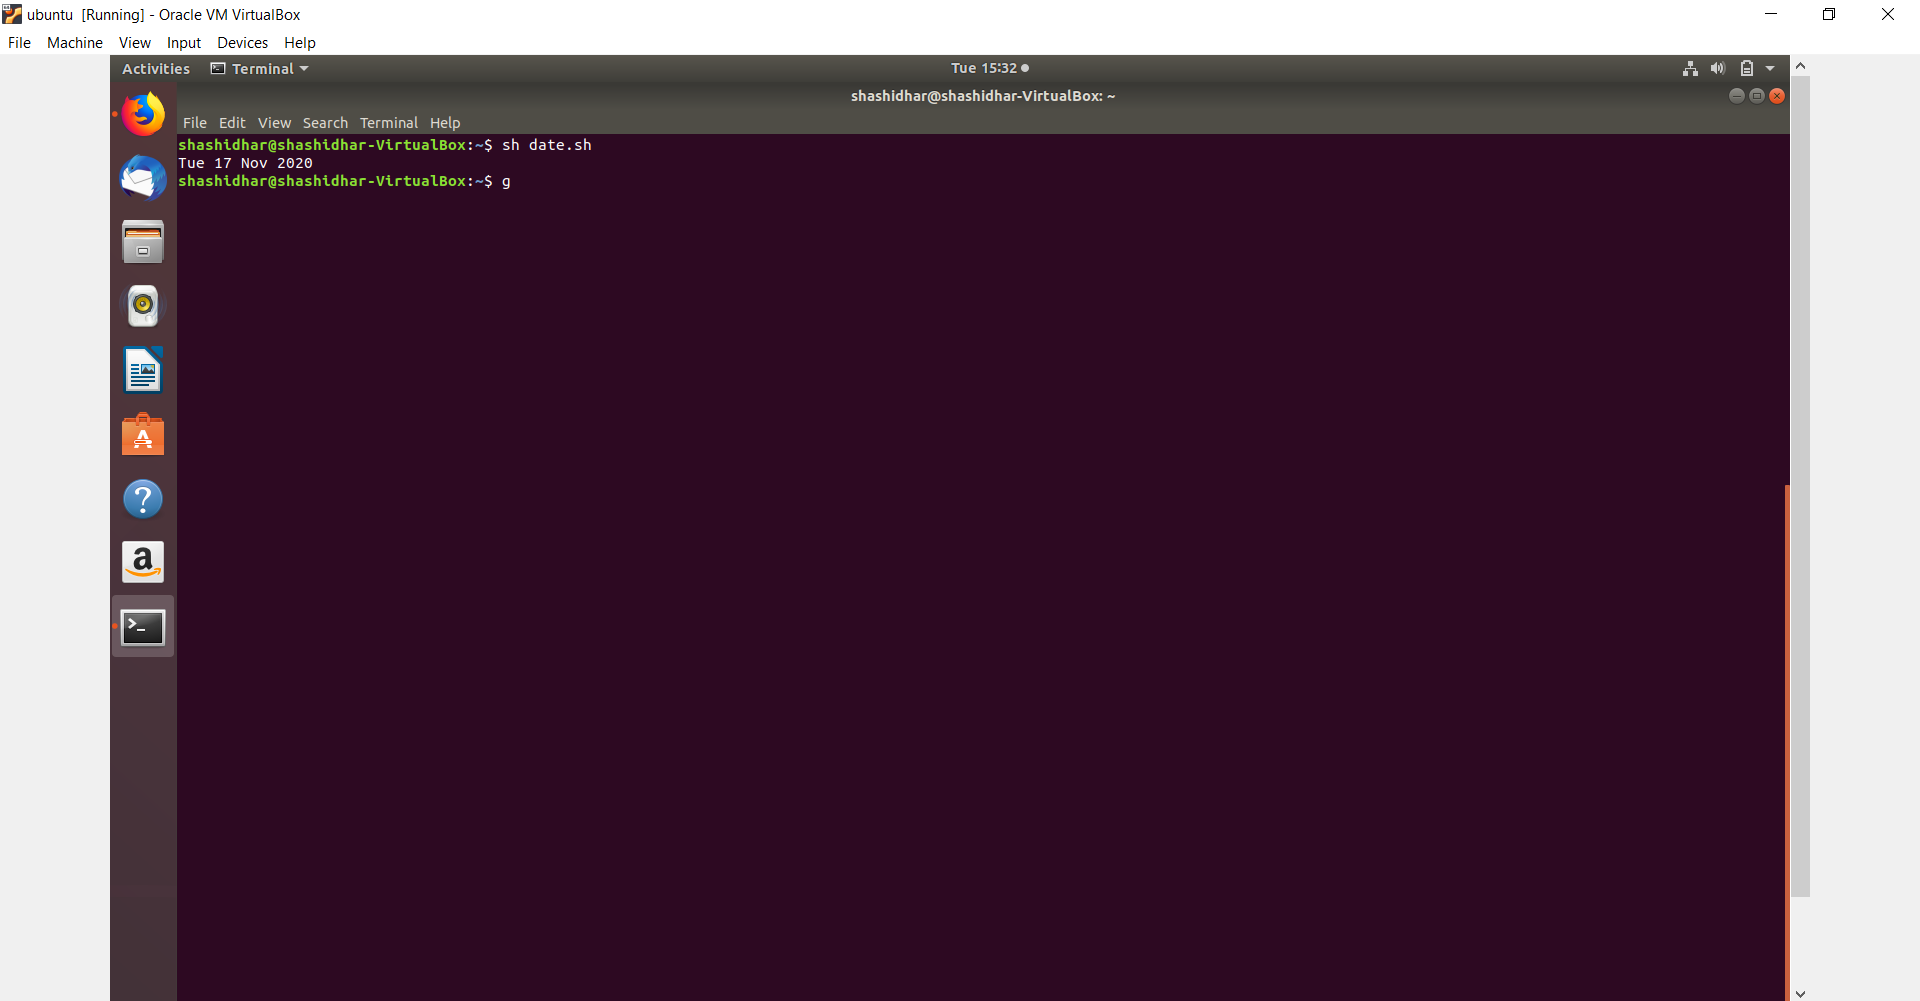 ubuntu [Running] - Oracle VM VirtualBox
File Machine View Input Devices Help
Activities Terminal Tue 15:32
shashidhar@shashidhar-VirtualBox: ~
File Edit View Search Terminal Help
shashidhar@shashidhar-VirtualBox:~$ sh date.sh
Tue 17 Nov 2020
shashidhar@shashidhar-VirtualBox:~$ g